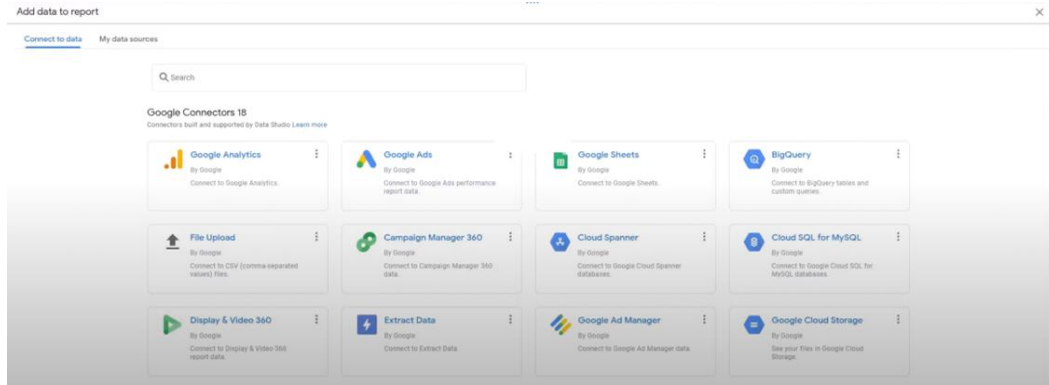 Add data to report
Connect to data My data sources
Search
Google Connectors 18
Connectors built and supported by Data Studio Learn more
Google Analytics
By Google
Connect to Google Analytics.
Google Ads
By Google
Connect to Google Ads performance
report data.
Google Sheets
By Google
Connect to Google Sheets.
BigQuery
By Google
Connect to BigQuery tables and
custom queries.
File Upload
By Google
Connect to CSV (comma-separated
values) files.
Campaign Manager 360
By Google
Connect to Campaign Manager 360
data.
Cloud Spanner
By Google
Connect to Google Cloud Spanner
databases.
Cloud SQL for MySQL
By Google
Connect to Google Cloud SQL for
MySQL databases.
Display & Video 360
By Google
Connect to Display & Video 360
report data.
Extract Data
By Google
Connect to Extract Data
Google Ad Manager
By Google
Connect to Google Ad Manager data.
Google Cloud Storage
By Google
See your files in Google Cloud
Storage.